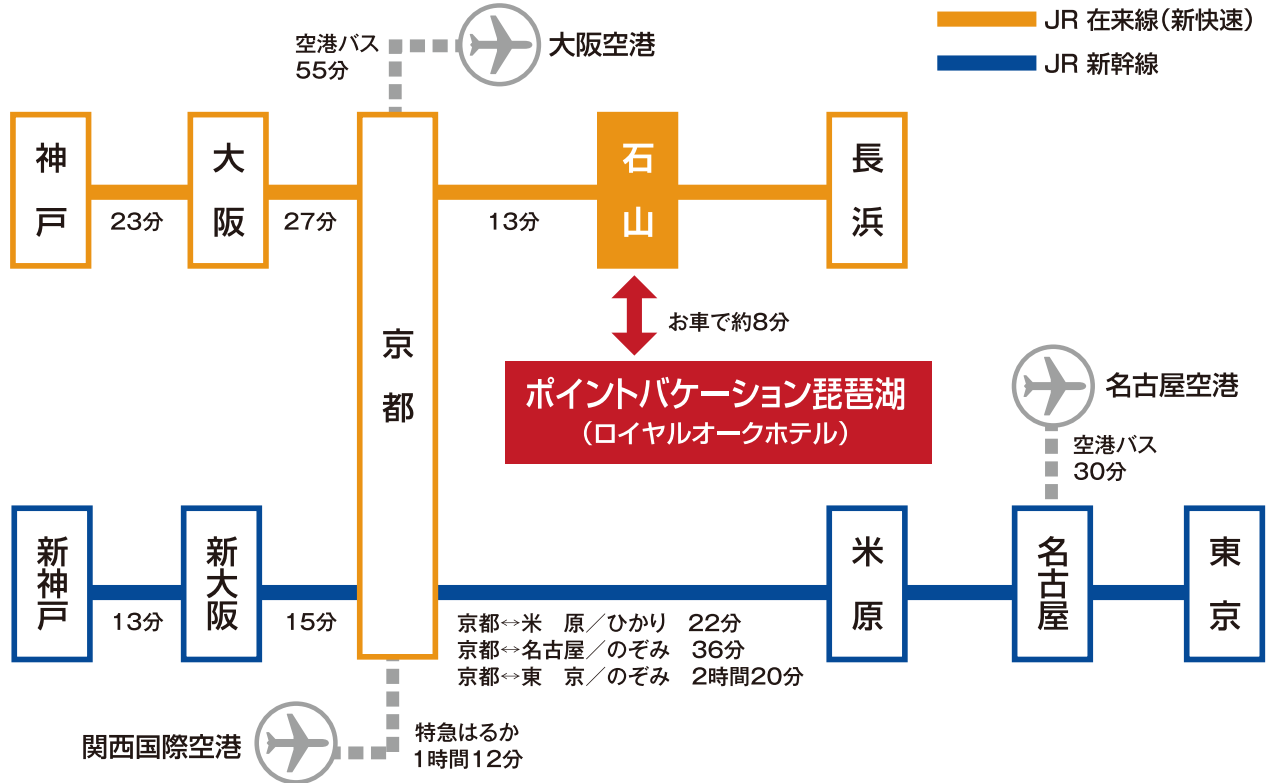 空港バス
55分
大阪空港
JR 在来線（新快速）
JR 新幹線
神戸
大阪
京都
石山
長浜
23分
27分
13分
お車で約8分
ポイントバケーション琵琶湖
（ロイヤルオークホテル）
名古屋空港
空港バス
30分
新神戸
新大阪
米原
名古屋
東京
13分
15分
京都↔米　原／ひかり　22分
京都↔名古屋／のぞみ　36分
京都↔東　京／のぞみ　2時間20分
関西国際空港
特急はるか
1時間12分